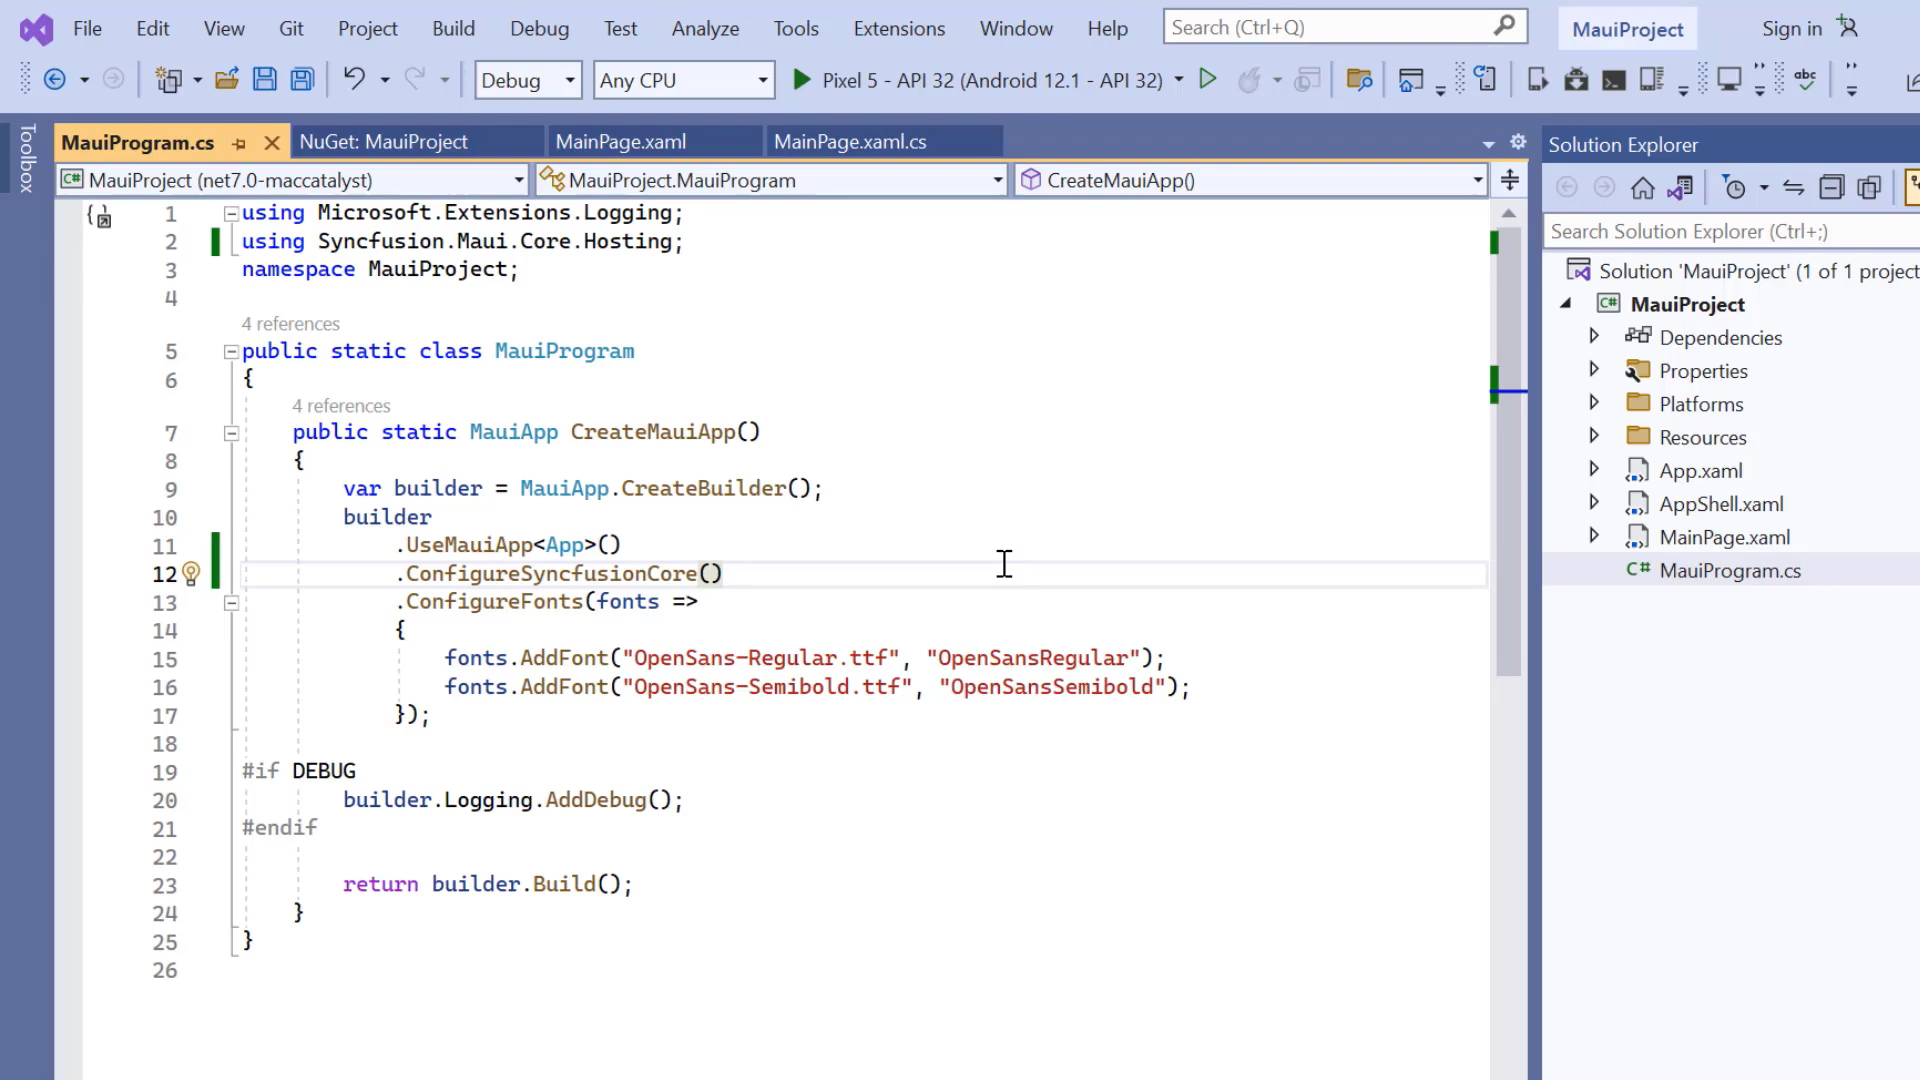 File Edit View Git Project Build Debug Test Analyze Tools Extensions Window Help Search (Ctrl+Q) MauiProject Sign in
Debug Any CPU Pixel 5 - API 32 (Android 12.1 - API 32) abc
Toolbox
MauiProgram.cs NuGet: MauiProject MainPage.xaml MainPage.xaml.cs
C# MauiProject (net7.0-maccatalyst) MauiProject.MauiProgram CreateMauiApp()
1 using Microsoft.Extensions.Logging;
2 using Syncfusion.Maui.Core.Hosting;
3 namespace MauiProject;
4
4 references
5 public static class MauiProgram
6 {
4 references
7 public static MauiApp CreateMauiApp()
8 {
9 var builder = MauiApp.CreateBuilder();
10 builder
11 .UseMauiApp<App>()
12 .ConfigureSyncfusionCore()
13 .ConfigureFonts(fonts =>
14 {
15 fonts.AddFont("OpenSans-Regular.ttf", "OpenSansRegular");
16 fonts.AddFont("OpenSans-Semibold.ttf", "OpenSansSemibold");
17 });
18
19 #if DEBUG
20 builder.Logging.AddDebug();
21 #endif
22
23 return builder.Build();
24 }
25 }
26
Solution Explorer
Search Solution Explorer (Ctrl+;)
Solution 'MauiProject' (1 of 1 project
C# MauiProject
Dependencies
Properties
Platforms
Resources
App.xaml
AppShell.xaml
MainPage.xaml
C# MauiProgram.cs